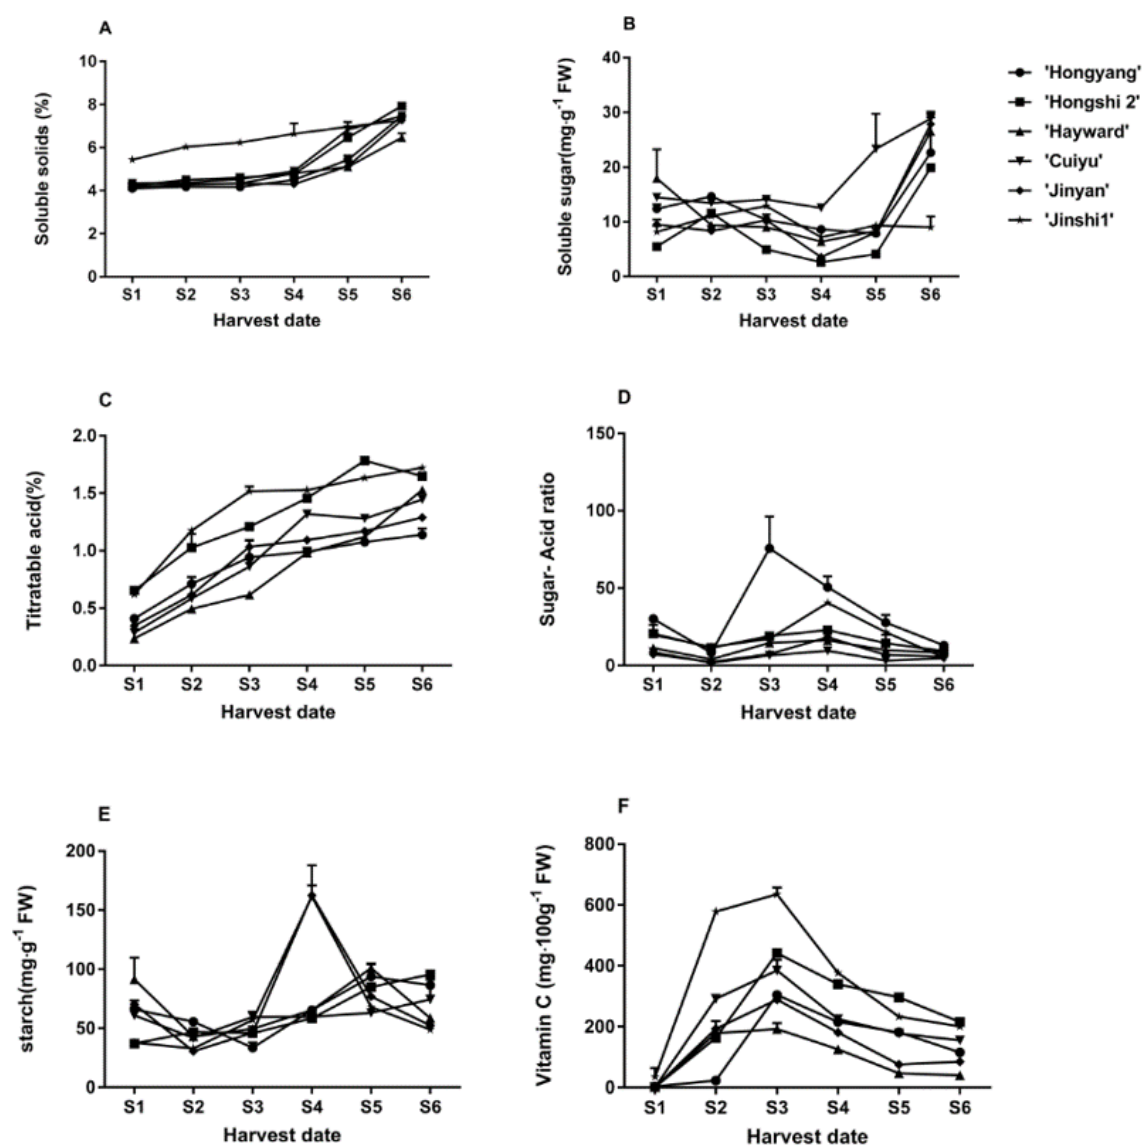 A
Soluble solids (%)
10
8
6
4
2
0
S1 S2 S3 S4 S5 S6
Harvest date
B
Soluble sugar(mg·g-1 FW)
40
30
20
10
0
S1 S2 S3 S4 S5 S6
Harvest date
'Hongyang'
'Hongshi 2'
'Hayward'
'Cuiyu'
'Jinyan'
'Jinshi1'
C
Titratable acid(%)
2.0
1.5
1.0
0.5
0.0
S1 S2 S3 S4 S5 S6
Harvest date
D
Sugar- Acid ratio
150
100
50
0
S1 S2 S3 S4 S5 S6
Harvest date
E
starch(mg·g-1 FW)
200
150
100
50
0
S1 S2 S3 S4 S5 S6
Harvest date
F
Vitamin C (mg·100g-1 FW)
800
600
400
200
0
S1 S2 S3 S4 S5 S6
Harvest date